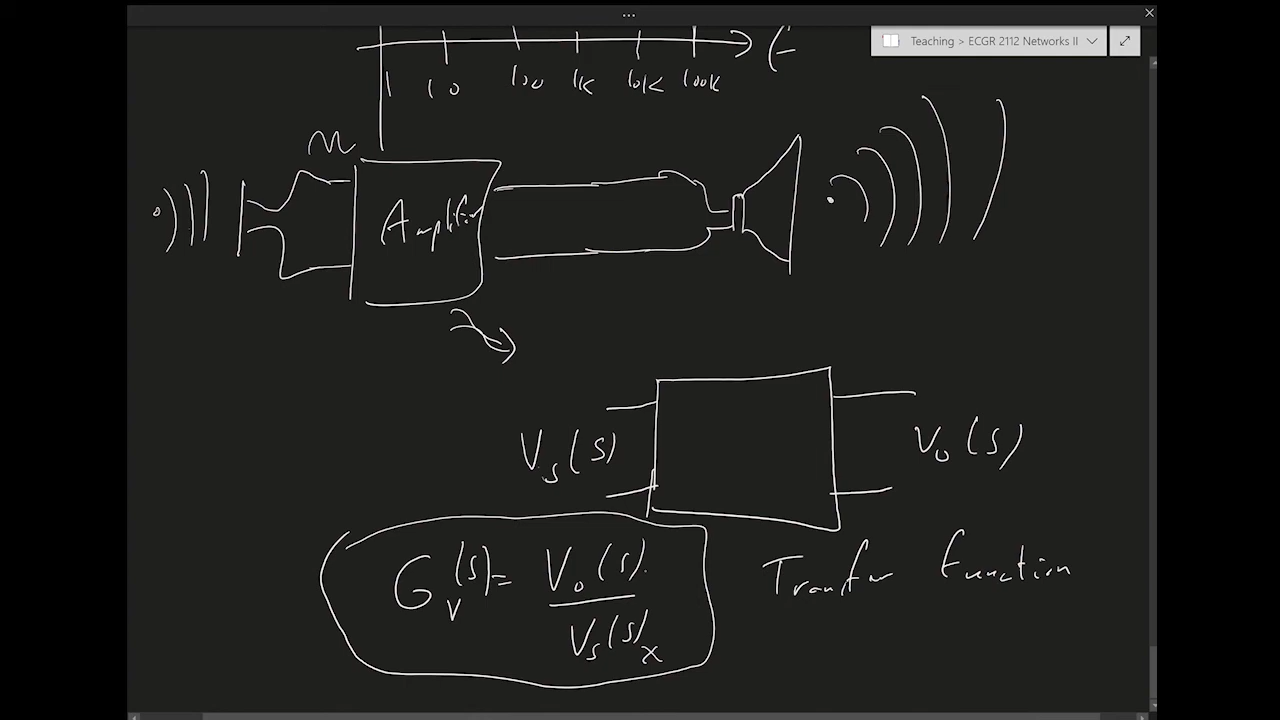 Teaching > ECGR 2112 Networks II
1 10 100 1K 10K 100K
Amplifier
Vs(s) Vo(s)
Gv(s) = Vo(s) / Vs(s)
Transfer Function